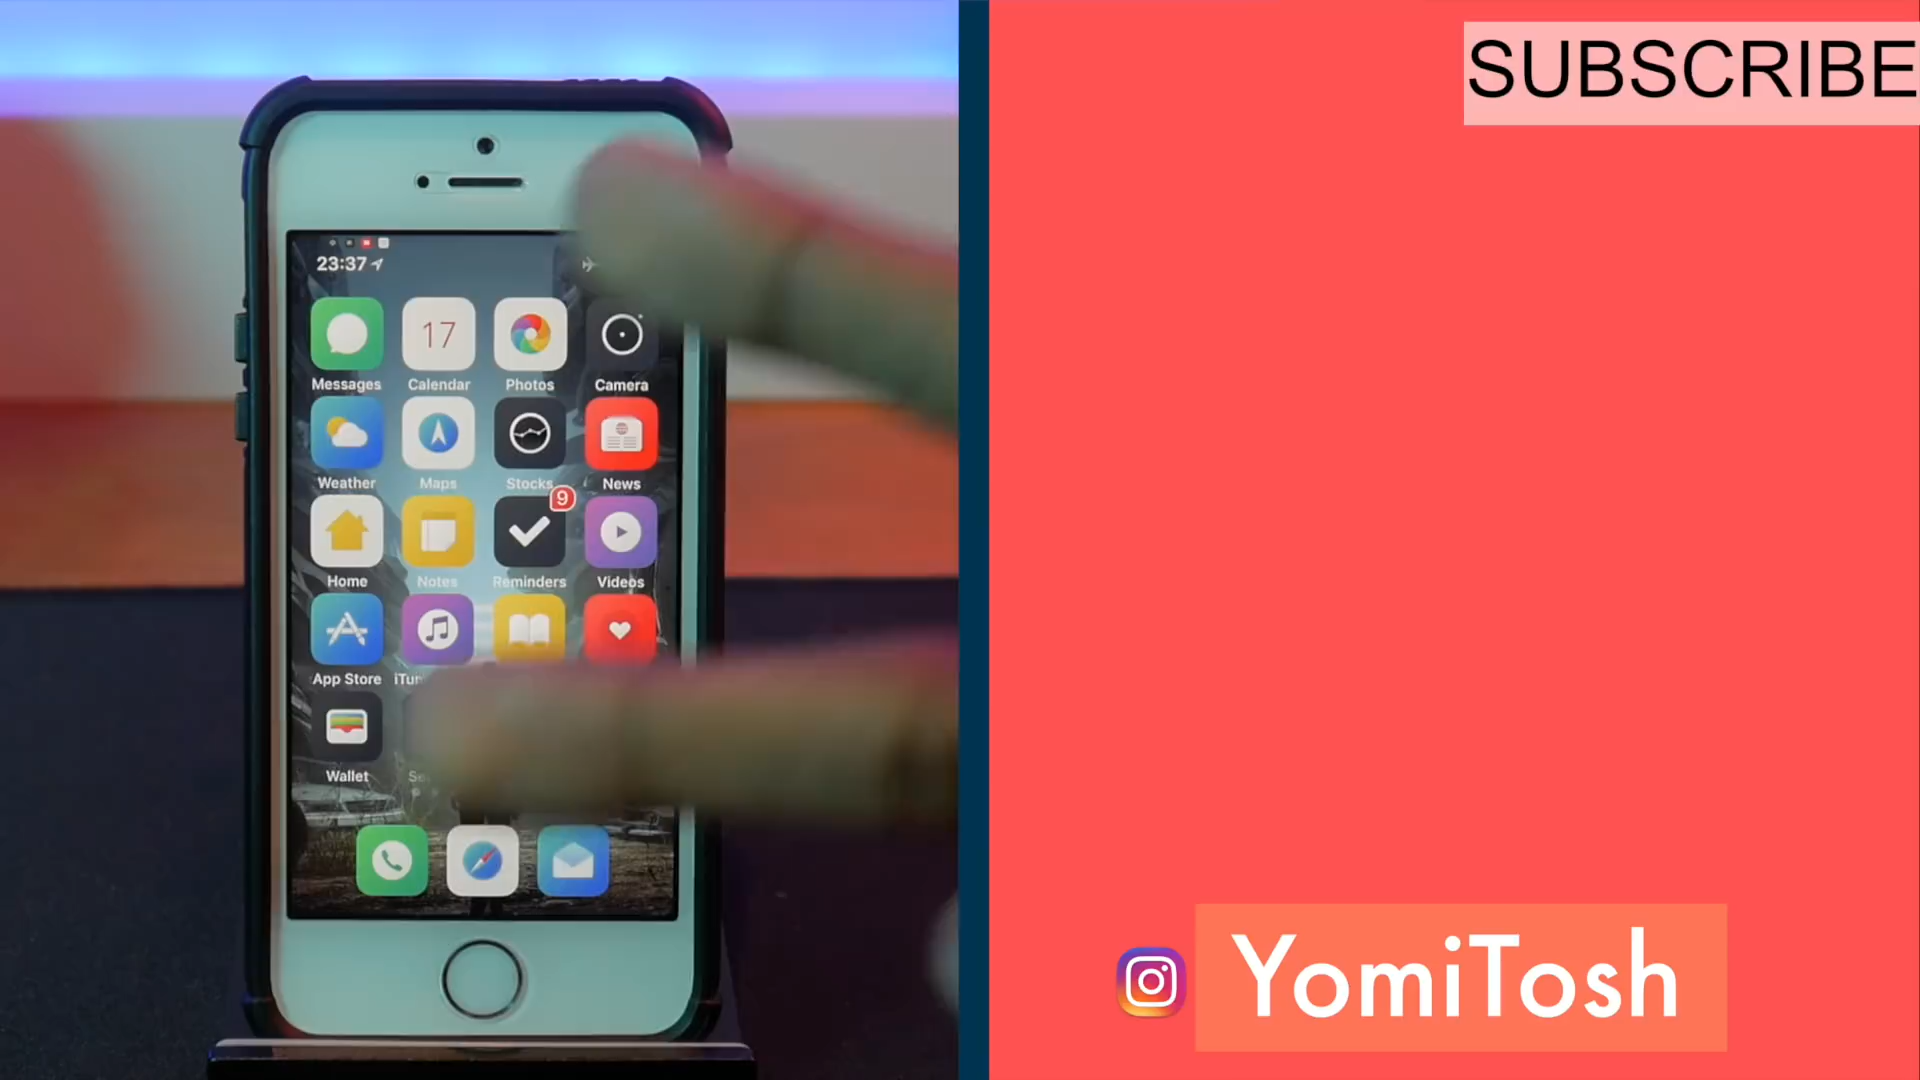 SUBSCRIBE
23:37
17
Messages Calendar Photos Camera
Weather Maps Stocks News
9
Home Notes Reminders Videos
App Store
Wallet
YomiTosh